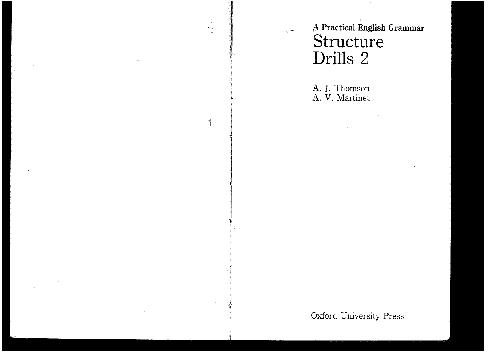 A Practical English Grammar
Structure
Drills 2
A. J. Thomson
A. V. Martinet
Oxford University Press